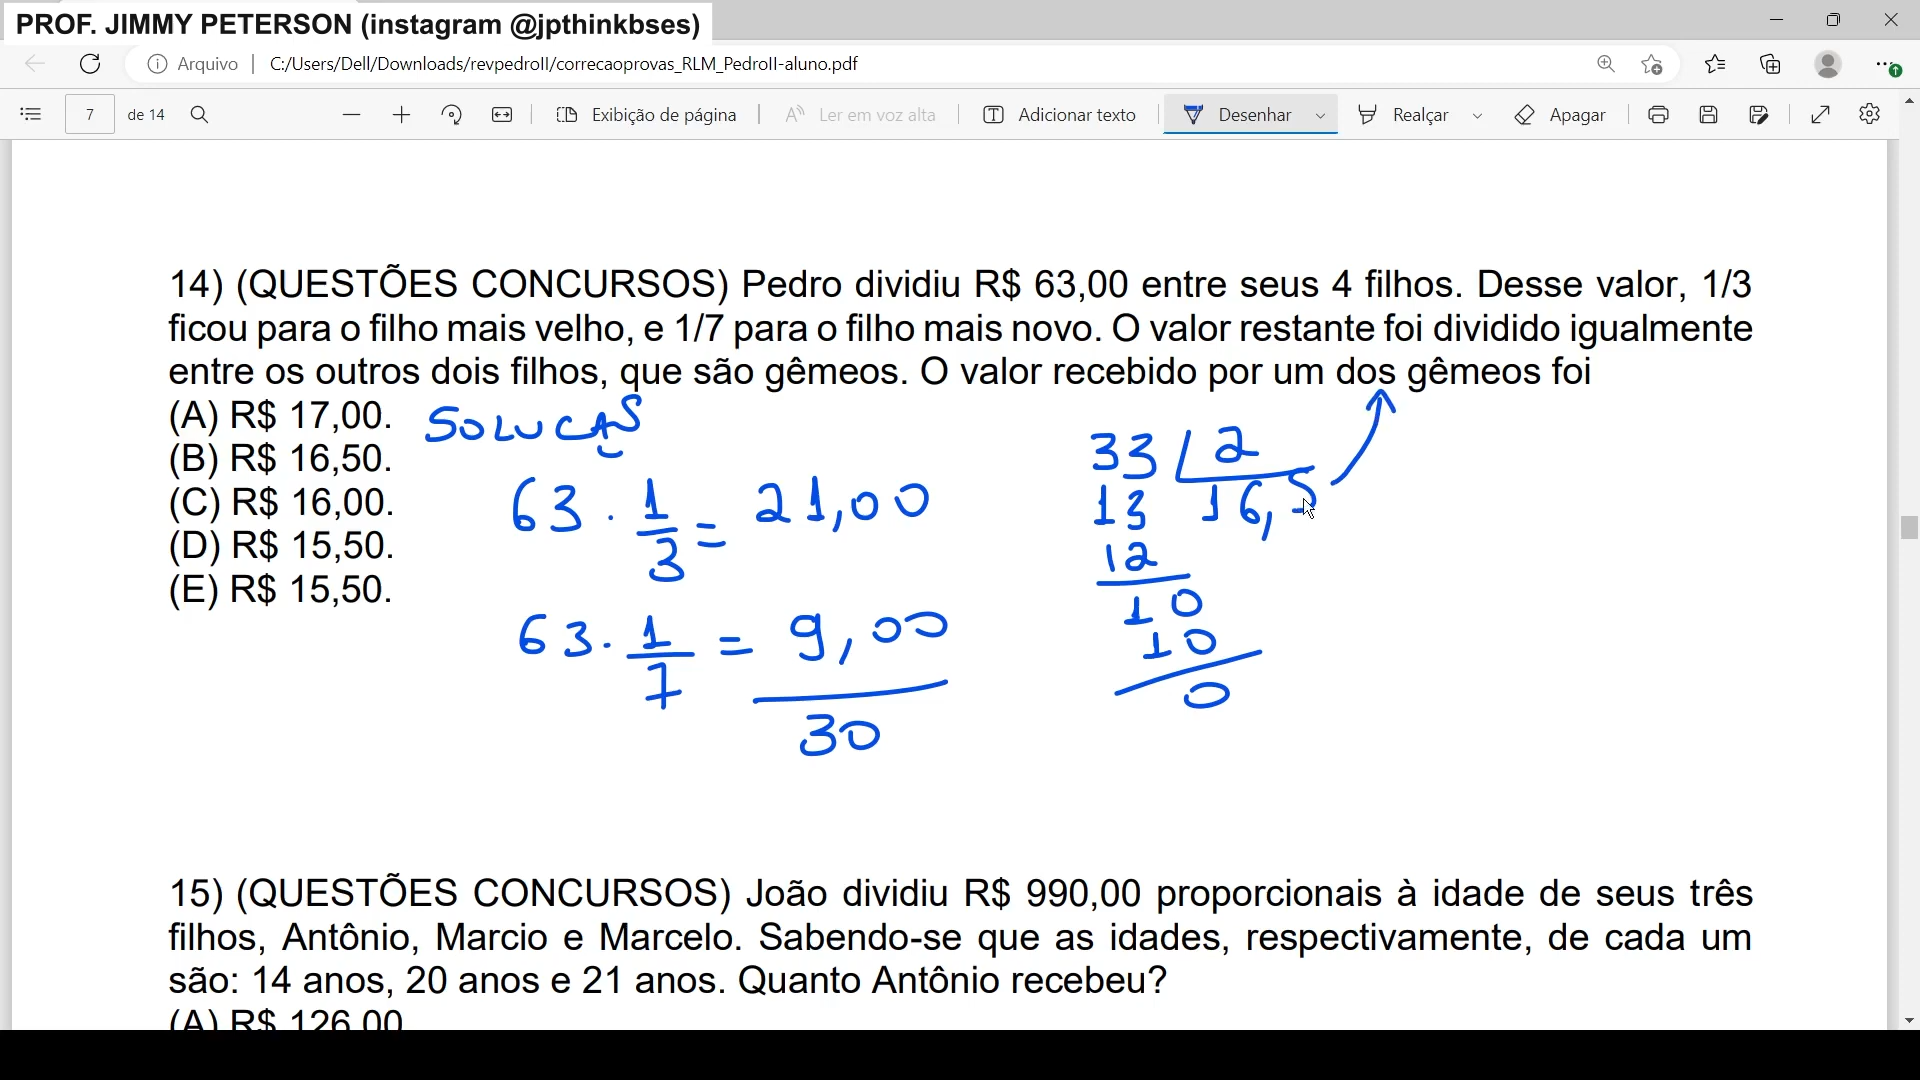 PROF. JIMMY PETERSON (instagram @jpthinkbses)
Arquivo | C:/Users/Dell/Downloads/revpedroII/correcaoprovas_RLM_PedroII-aluno.pdf
7 de 14 Exibição de página Ler em voz alta Adicionar texto Desenhar Realçar Apagar
14) (QUESTÕES CONCURSOS) Pedro dividiu R$ 63,00 entre seus 4 filhos. Desse valor, 1/3
ficou para o filho mais velho, e 1/7 para o filho mais novo. O valor restante foi dividido igualmente
entre os outros dois filhos, que são gêmeos. O valor recebido por um dos gêmeos foi
(A) R$ 17,00.
(B) R$ 16,50.
(C) R$ 16,00.
(D) R$ 15,50.
(E) R$ 15,50.
SOLUCAS
63 . 1/3 = 21,00
63 . 1/7 = 9,00
30
33 2
13 16,5
12
10
10
0
15) (QUESTÕES CONCURSOS) João dividiu R$ 990,00 proporcionais à idade de seus três
filhos, Antônio, Marcio e Marcelo. Sabendo-se que as idades, respectivamente, de cada um
são: 14 anos, 20 anos e 21 anos. Quanto Antônio recebeu?
(A) R$ 126,00